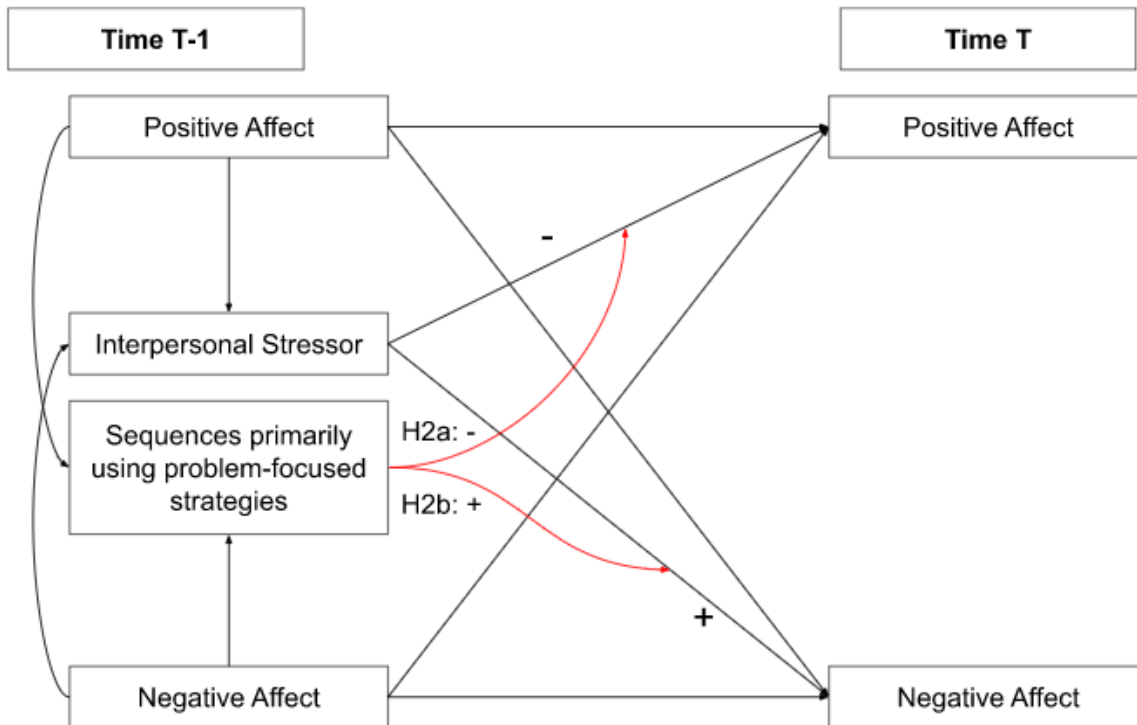 Time T-1
Time T
Positive Affect
Positive Affect
-
Interpersonal Stressor
Sequences primarily
using problem-focused
strategies
H2a: -
H2b: +
+
Negative Affect
Negative Affect